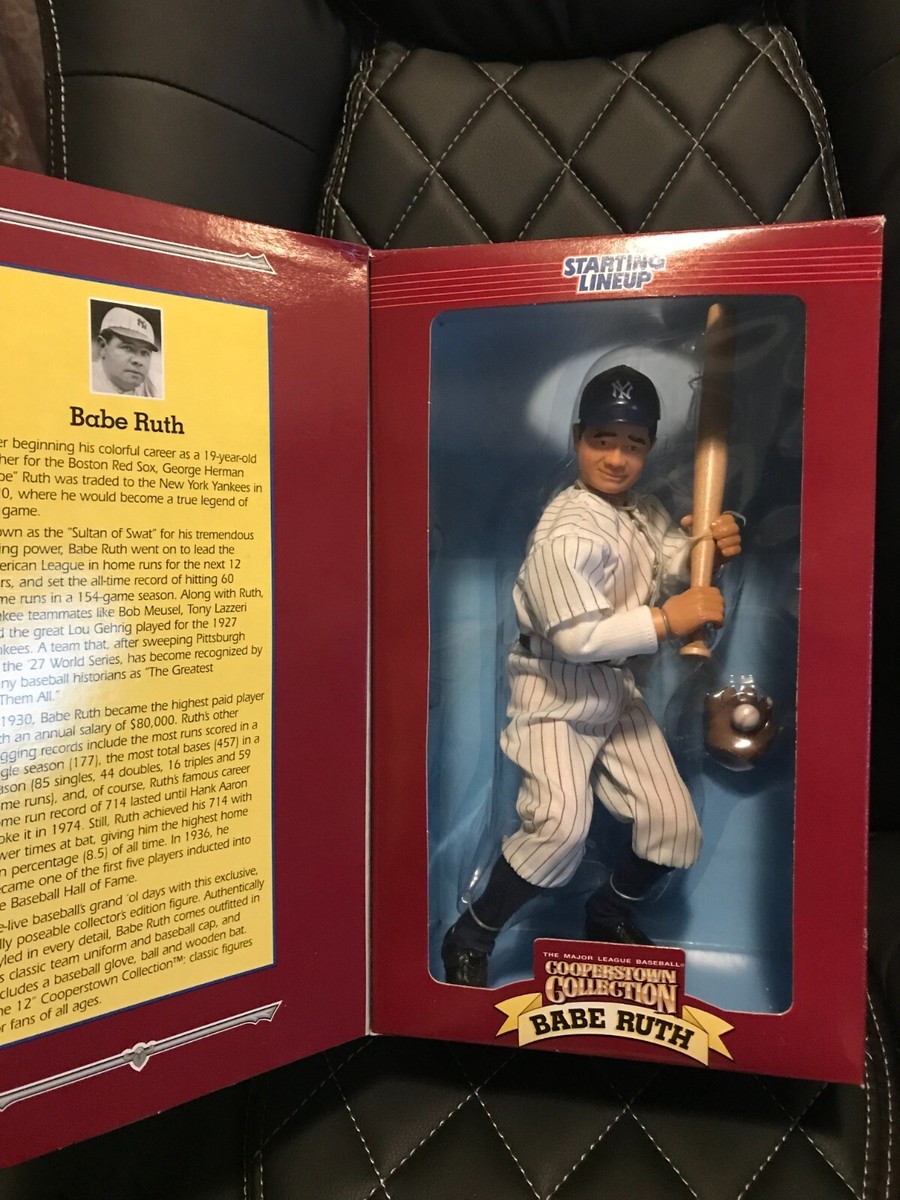 Babe Ruth
er beginning his colorful career as a 19-year-old
her for the Boston Red Sox, George Herman
be" Ruth was traded to the New York Yankees in
0, where he would become a true legend of
game.
own as the "Sultan of Swat" for his tremendous
ing power, Babe Ruth went on to lead the
erican League in home runs for the next 12
rs, and set the all-time record of hitting 60
me runs in a 154-game season. Along with Ruth,
nkee teammates like Bob Meusel, Tony Lazzeri
d the great Lou Gehrig played for the 1927
nkees. A team that, after sweeping Pittsburgh
the '27 World Series, has become recognized by
ny baseball historians as "The Greatest
Them All."
1930, Babe Ruth became the highest paid player
th an annual salary of $80,000. Ruth's other
gging records include the most runs scored in a
gle season (177), the most total bases (457) in a
ason (85 singles, 44 doubles, 16 triples and 59
me runs), and, of course, Ruth's famous career
me run record of 714 lasted until Hank Aaron
oke it in 1974. Still, Ruth achieved his 714 with
wer times at bat, giving him the highest home
n percentage (8.5) of all time. In 1936, he
came one of the first five players inducted into
e Baseball Hall of Fame.
e-live baseball's grand 'ol days with this exclusive,
lly poseable collector's edition figure. Authentically
yled in every detail, Babe Ruth comes outfitted in
s classic team uniform and baseball cap, and
cludes a baseball glove, ball and wooden bat.
he 12" Cooperstown Collection™: classic figures
r fans of all ages.
STARTING
LINEUP
NY
THE MAJOR LEAGUE BASEBALL®
COOPERSTOWN
COLLECTION
BABE RUTH